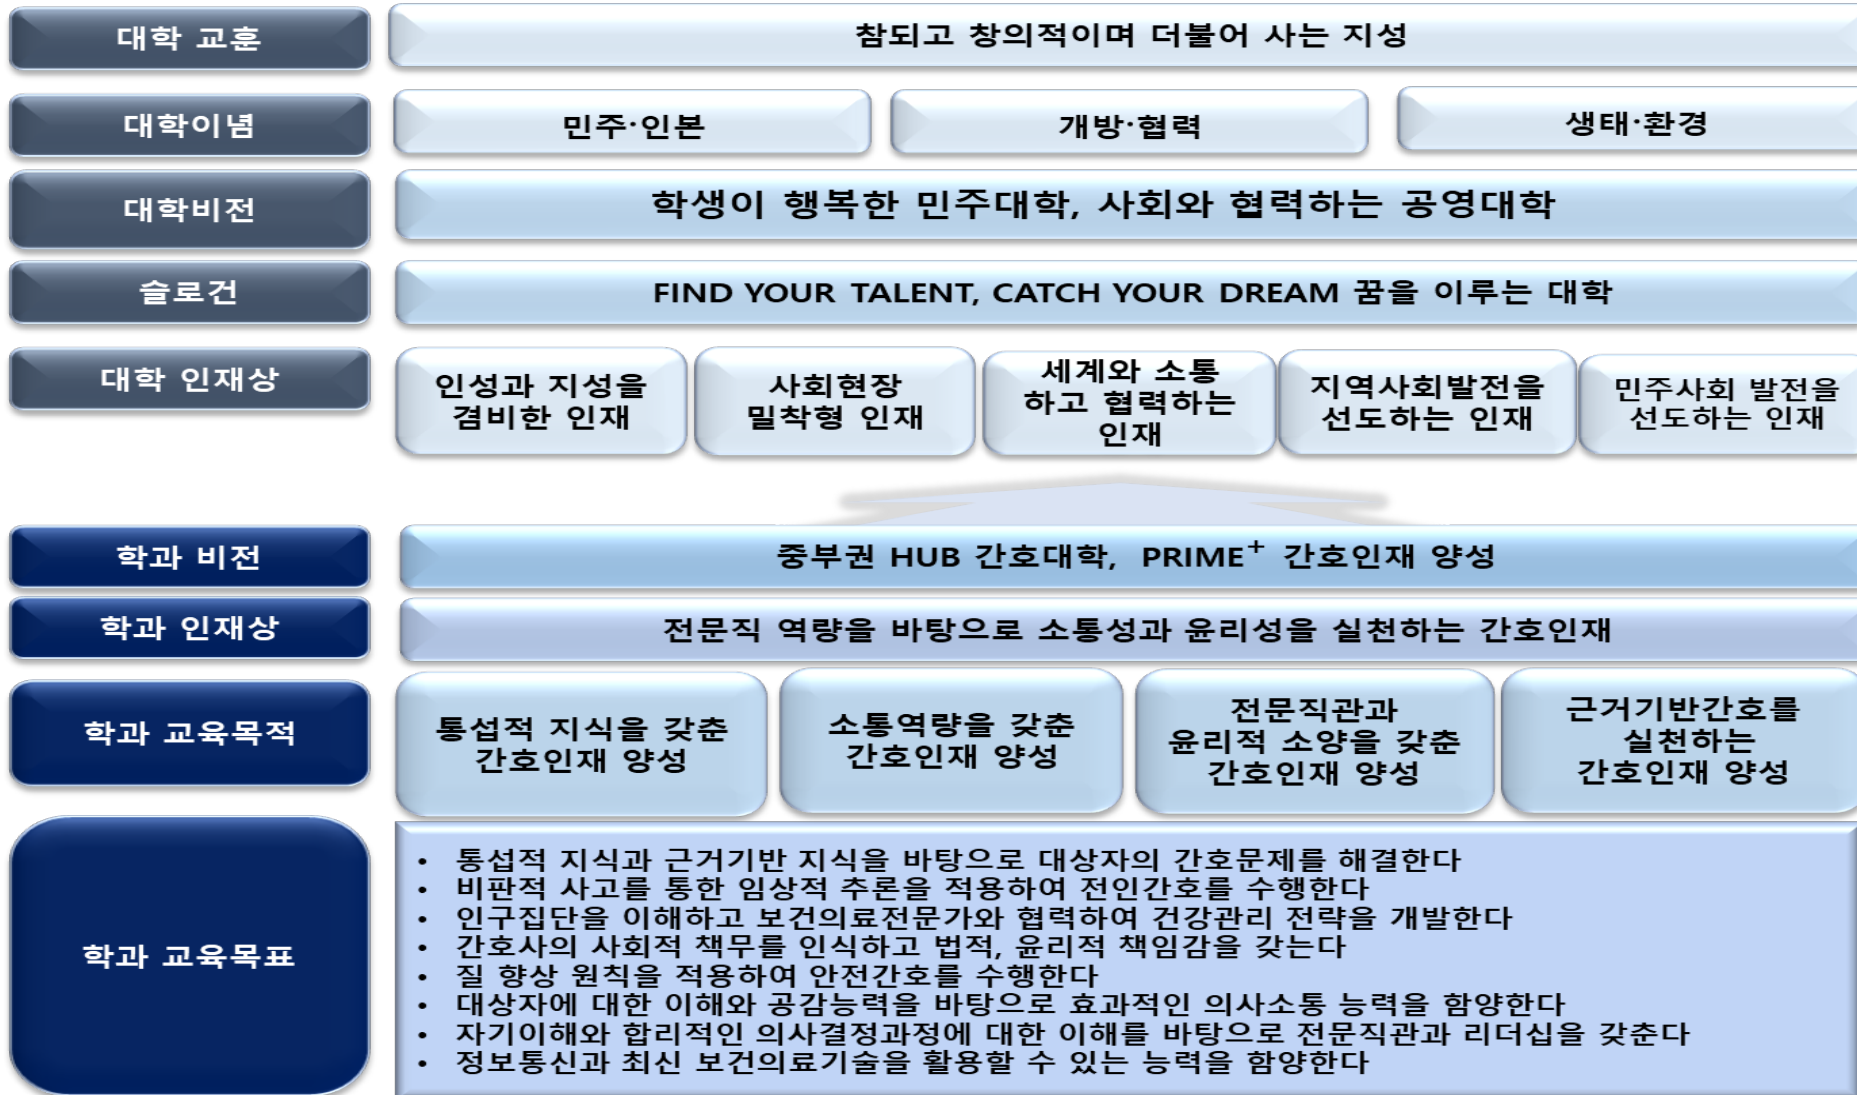 대학 교훈
참되고 창의적이며 더불어 사는 지성
대학이념
민주·인본
개방·협력
생태·환경
대학비전
학생이 행복한 민주대학, 사회와 협력하는 공영대학
슬로건
FIND YOUR TALENT, CATCH YOUR DREAM 꿈을 이루는 대학
대학 인재상
인성과 지성을
겸비한 인재
사회현장
밀착형 인재
세계와 소통
하고 협력하는
인재
지역사회발전을
선도하는 인재
민주사회 발전을
선도하는 인재
학과 비전
중부권 HUB 간호대학, PRIME⁺ 간호인재 양성
학과 인재상
전문직 역량을 바탕으로 소통성과 윤리성을 실천하는 간호인재
학과 교육목적
통섭적 지식을 갖춘
간호인재 양성
소통역량을 갖춘
간호인재 양성
전문직관과
윤리적 소양을 갖춘
간호인재 양성
근거기반간호를
실천하는
간호인재 양성
학과 교육목표
• 통섭적 지식과 근거기반 지식을 바탕으로 대상자의 간호문제를 해결한다
• 비판적 사고를 통한 임상적 추론을 적용하여 전인간호를 수행한다
• 인구집단을 이해하고 보건의료전문가와 협력하여 건강관리 전략을 개발한다
• 간호사의 사회적 책무를 인식하고 법적, 윤리적 책임감을 갖는다
• 질 향상 원칙을 적용하여 안전간호를 수행한다
• 대상자에 대한 이해와 공감능력을 바탕으로 효과적인 의사소통 능력을 함양한다
• 자기이해와 합리적인 의사결정과정에 대한 이해를 바탕으로 전문직관과 리더십을 갖춘다
• 정보통신과 최신 보건의료기술을 활용할 수 있는 능력을 함양한다